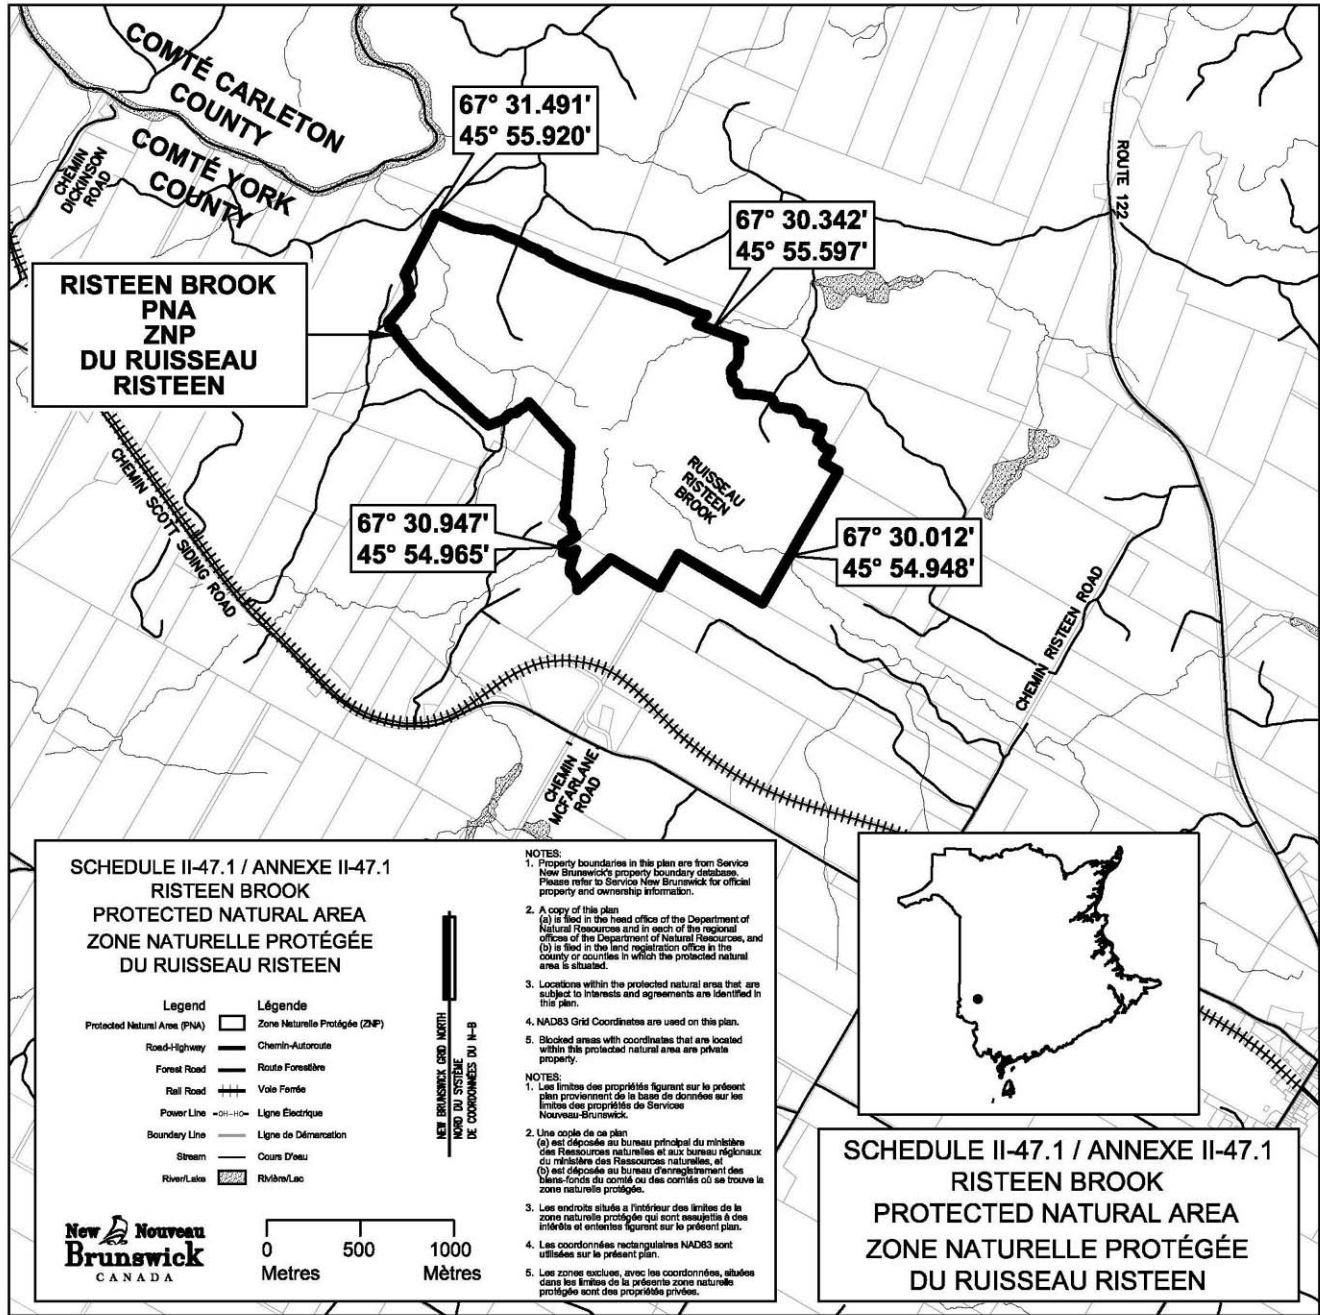 COMTÉ CARLETON
COUNTY
COMTÉ YORK
COUNTY
CHEMIN
DICKINSON
ROAD
67° 31.491'
45° 55.920'
67° 30.342'
45° 55.597'
ROUTE 122
RISTEEN BROOK
PNA
ZNP
DU RUISSEAU
RISTEEN
CHEMIN SCOTT SIDING ROAD
RUISSEAU
RISTEEN
BROOK
67° 30.947'
45° 54.965'
67° 30.012'
45° 54.948'
CHEMIN RISTEEN ROAD
CHEMIN
MCFARLANE
ROAD
SCHEDULE II-47.1 / ANNEXE II-47.1
RISTEEN BROOK
PROTECTED NATURAL AREA
ZONE NATURELLE PROTÉGÉE
DU RUISSEAU RISTEEN
Legend Légende
Protected Natural Area (PNA) Zone Naturelle Protégée (ZNP)
Road-Highway Chemin-Autoroute
Forest Road Route Forestière
Rail Road Voie Ferrée
Power Line -OH-HO- Ligne Électrique
Boundary Line Ligne de Démarcation
Stream Cours D'eau
River/Lake Rivière/Lac
NEW BRUNSWICK GRID NORTH
NORD DU SYSTÈME
DE COORDONNÉES DU N-B
New Nouveau
Brunswick
CANADA
0 500 1000
Metres Mètres
NOTES:
1. Property boundaries in this plan are from Service
New Brunswick's property boundary database.
Please refer to Service New Brunswick for official
property and ownership information.
2. A copy of this plan
(a) is filed in the head office of the Department of
Natural Resources and in each of the regional
offices of the Department of Natural Resources, and
(b) is filed in the land registration office in the
county or counties in which the protected natural
area is situated.
3. Locations within the protected natural area that are
subject to interests and agreements are identified in
this plan.
4. NAD83 Grid Coordinates are used on this plan.
5. Blocked areas with coordinates that are located
within this protected natural area are private
property.
NOTES:
1. Les limites des propriétés figurant sur le présent
plan proviennent de la base de données sur les
limites des propriétés de Services
Nouveau-Brunswick.
2. Une copie de ce plan
(a) est déposée au bureau principal du ministère
des Ressources naturelles et aux bureau régionaux
du ministère des Ressources naturelles, et
(b) est déposée au bureau d'enregistrement des
biens-fonds du comté ou des comtés où se trouve la
zone naturelle protégée.
3. Les endroits situés a l'intérieur des limites de la
zone naturelle protégée qui sont assujettis à des
intérêts et ententes figurent sur le présent plan.
4. Les coordonnées rectangulaires NAD83 sont
utilisées sur le présent plan.
5. Les zones exclues, avec les coordonnées, situées
dans les limites de la présente zone naturelle
protégée sont des propriétés privées.
SCHEDULE II-47.1 / ANNEXE II-47.1
RISTEEN BROOK
PROTECTED NATURAL AREA
ZONE NATURELLE PROTÉGÉE
DU RUISSEAU RISTEEN